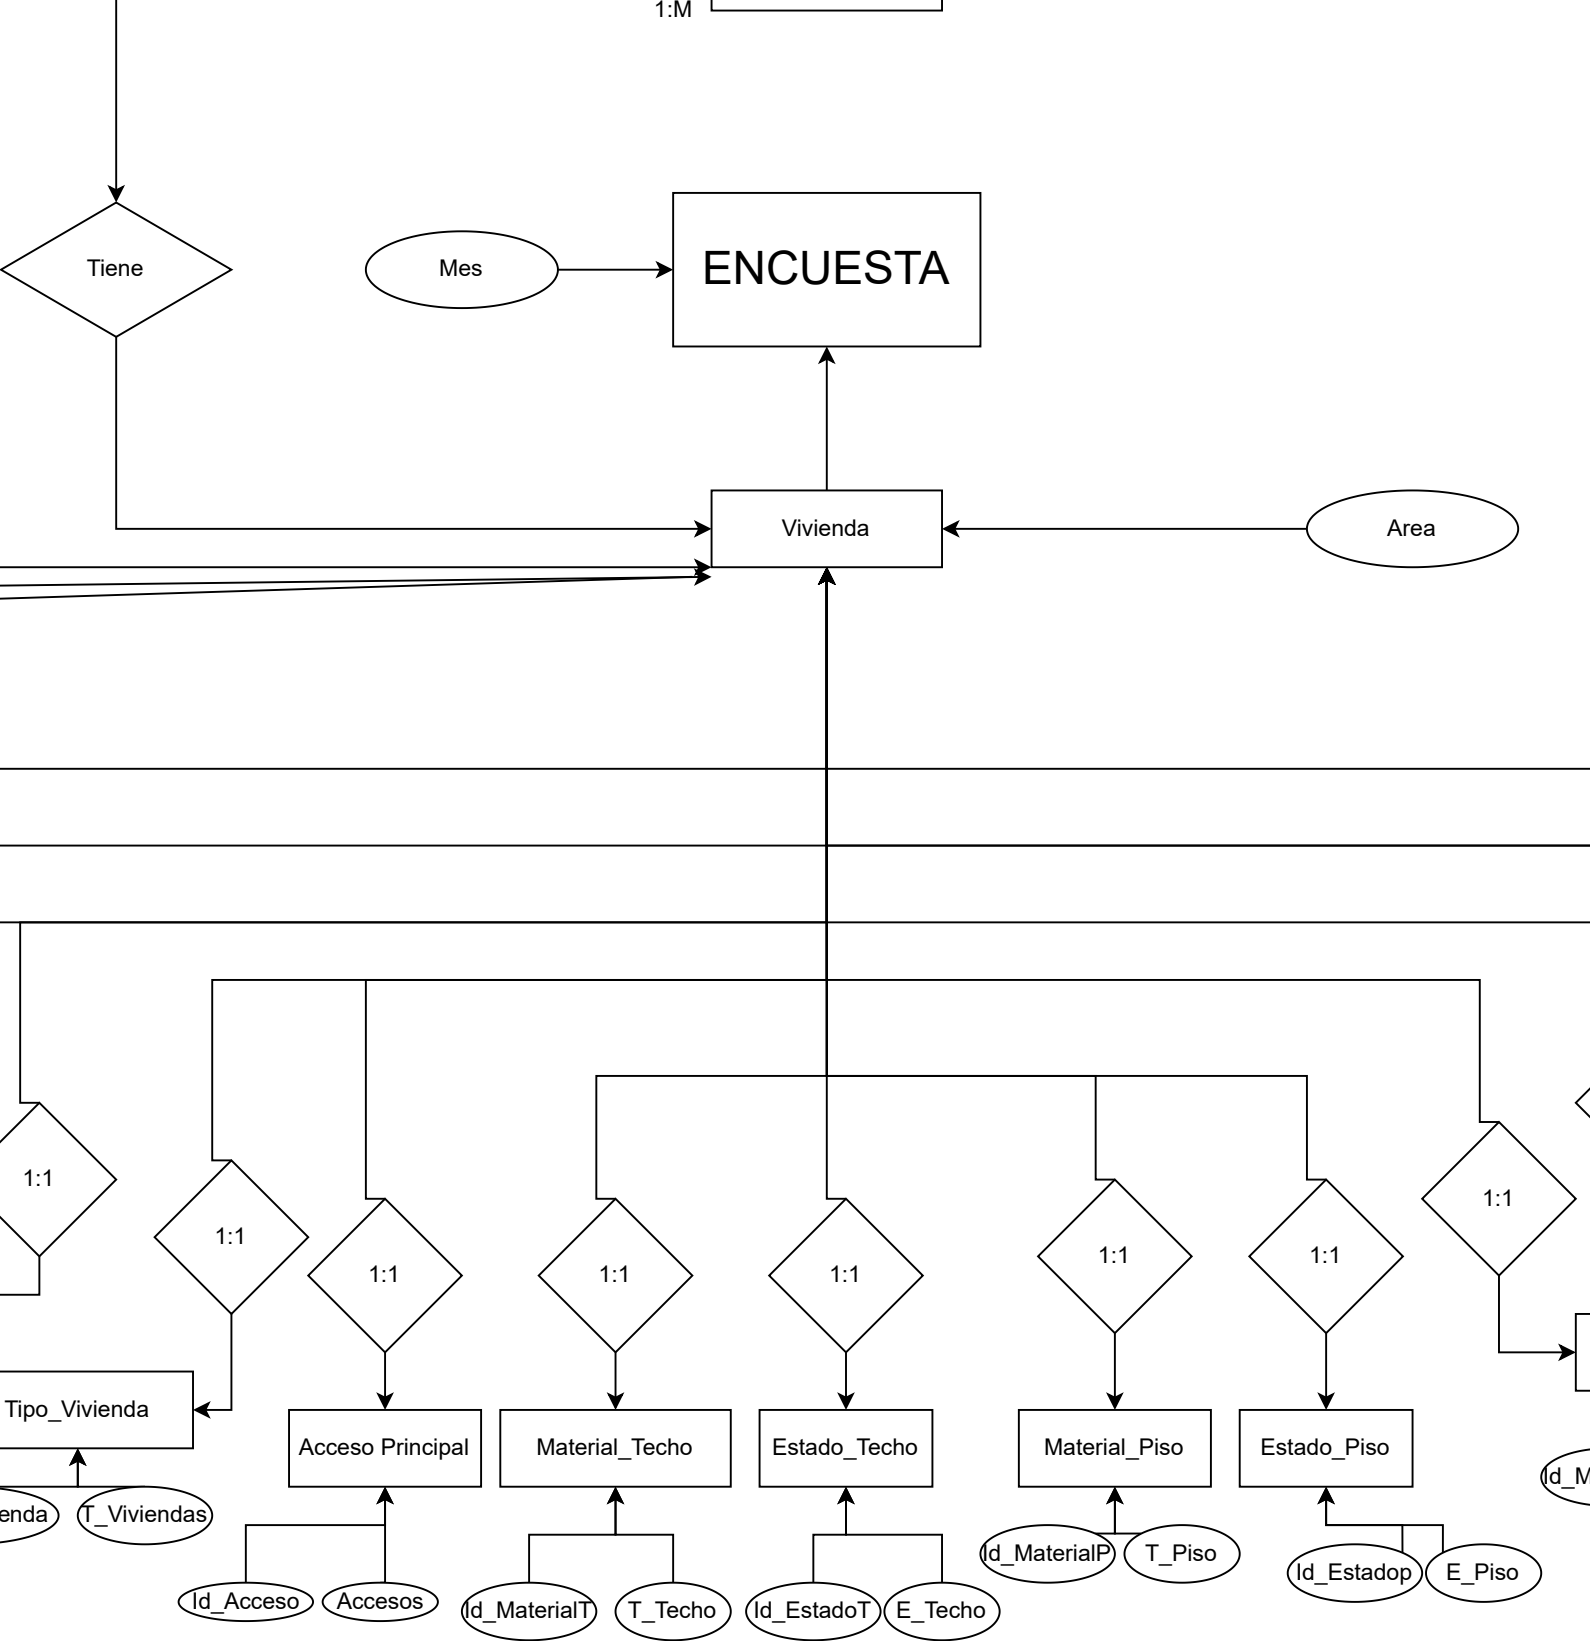 1:M
Tiene
Mes
ENCUESTA
Vivienda
Area
1:1
1:1
1:1
1:1
1:1
1:1
1:1
1:1
Tipo_Vivienda
Acceso Principal
Material_Techo
Estado_Techo
Material_Piso
Estado_Piso
enda
T_Viviendas
Id_Acceso
Accesos
Id_MaterialT
T_Techo
Id_EstadoT
E_Techo
Id_MaterialP
T_Piso
Id_Estadop
E_Piso
Id_M